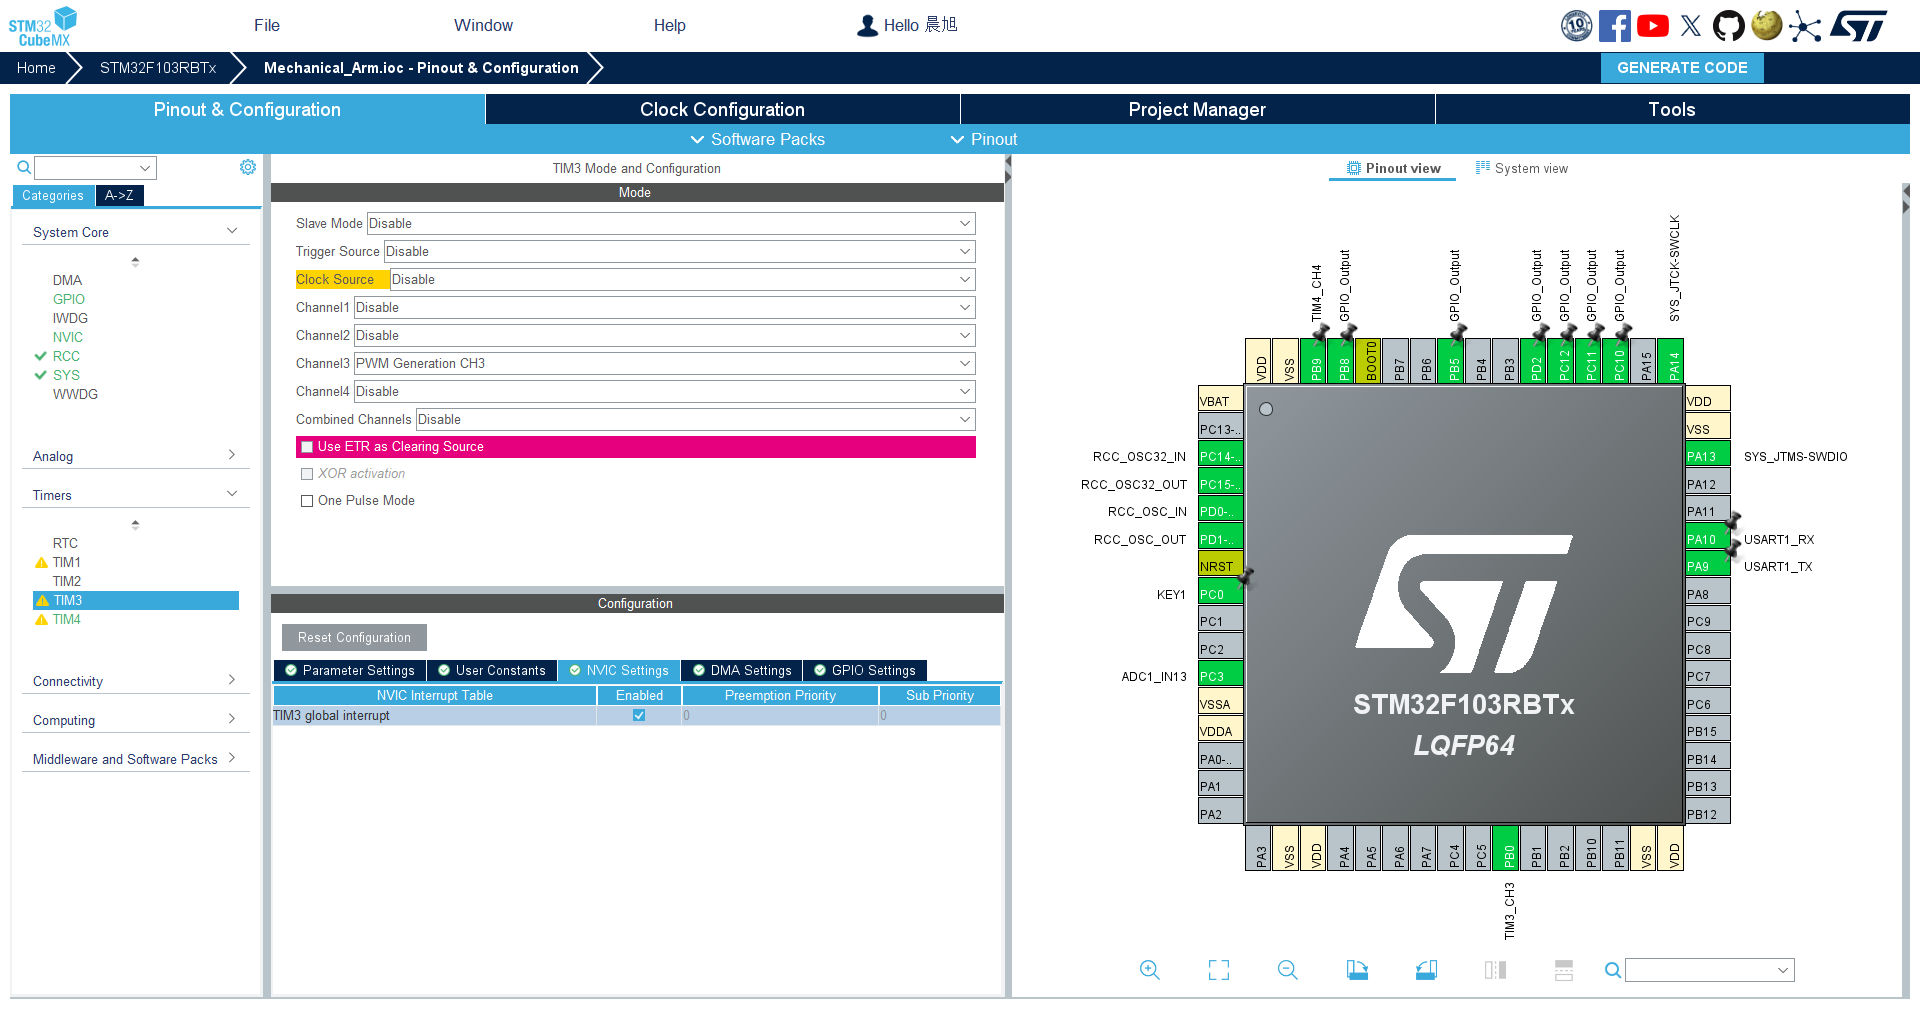 STM32
CubeMX
File
Window
Help
Hello 晨旭
Home
STM32F103RBTx
Mechanical_Arm.ioc - Pinout & Configuration
GENERATE CODE
Pinout & Configuration
Clock Configuration
Project Manager
Tools
Software Packs
Pinout
Categories
A->Z
System Core
DMA
GPIO
IWDG
NVIC
RCC
SYS
WWDG
Analog
Timers
RTC
TIM1
TIM2
TIM3
TIM4
Connectivity
Computing
Middleware and Software Packs
TIM3 Mode and Configuration
Mode
Slave Mode Disable
Trigger Source Disable
Clock Source Disable
Channel1 Disable
Channel2 Disable
Channel3 PWM Generation CH3
Channel4 Disable
Combined Channels Disable
Use ETR as Clearing Source
XOR activation
One Pulse Mode
Configuration
Reset Configuration
Parameter Settings
User Constants
NVIC Settings
DMA Settings
GPIO Settings
NVIC Interrupt Table
Enabled
Preemption Priority
Sub Priority
TIM3 global interrupt
0
0
Pinout view
System view
TIM4_CH4
GPIO_Output
GPIO_Output
GPIO_Output
GPIO_Output
GPIO_Output
GPIO_Output
SYS_JTCK-SWCLK
VDD
VSS
PB9
PB8
BOOT0
PB7
PB6
PB5
PB4
PB3
PD2
PC12
PC11
PC10
PA15
PA14
VBAT
PC13-..
RCC_OSC32_IN PC14-..
RCC_OSC32_OUT PC15-..
RCC_OSC_IN PD0-..
RCC_OSC_OUT PD1-..
NRST
KEY1 PC0
PC1
PC2
ADC1_IN13 PC3
VSSA
VDDA
PA0-..
PA1
PA2
STM32F103RBTx
LQFP64
VDD
VSS
PA13 SYS_JTMS-SWDIO
PA12
PA11
PA10 USART1_RX
PA9 USART1_TX
PA8
PC9
PC8
PC7
PC6
PB15
PB14
PB13
PB12
PA3
VSS
VDD
PA4
PA5
PA6
PA7
PC4
PC5
PB0
PB1
PB2
PB10
PB11
VSS
VDD
TIM3_CH3